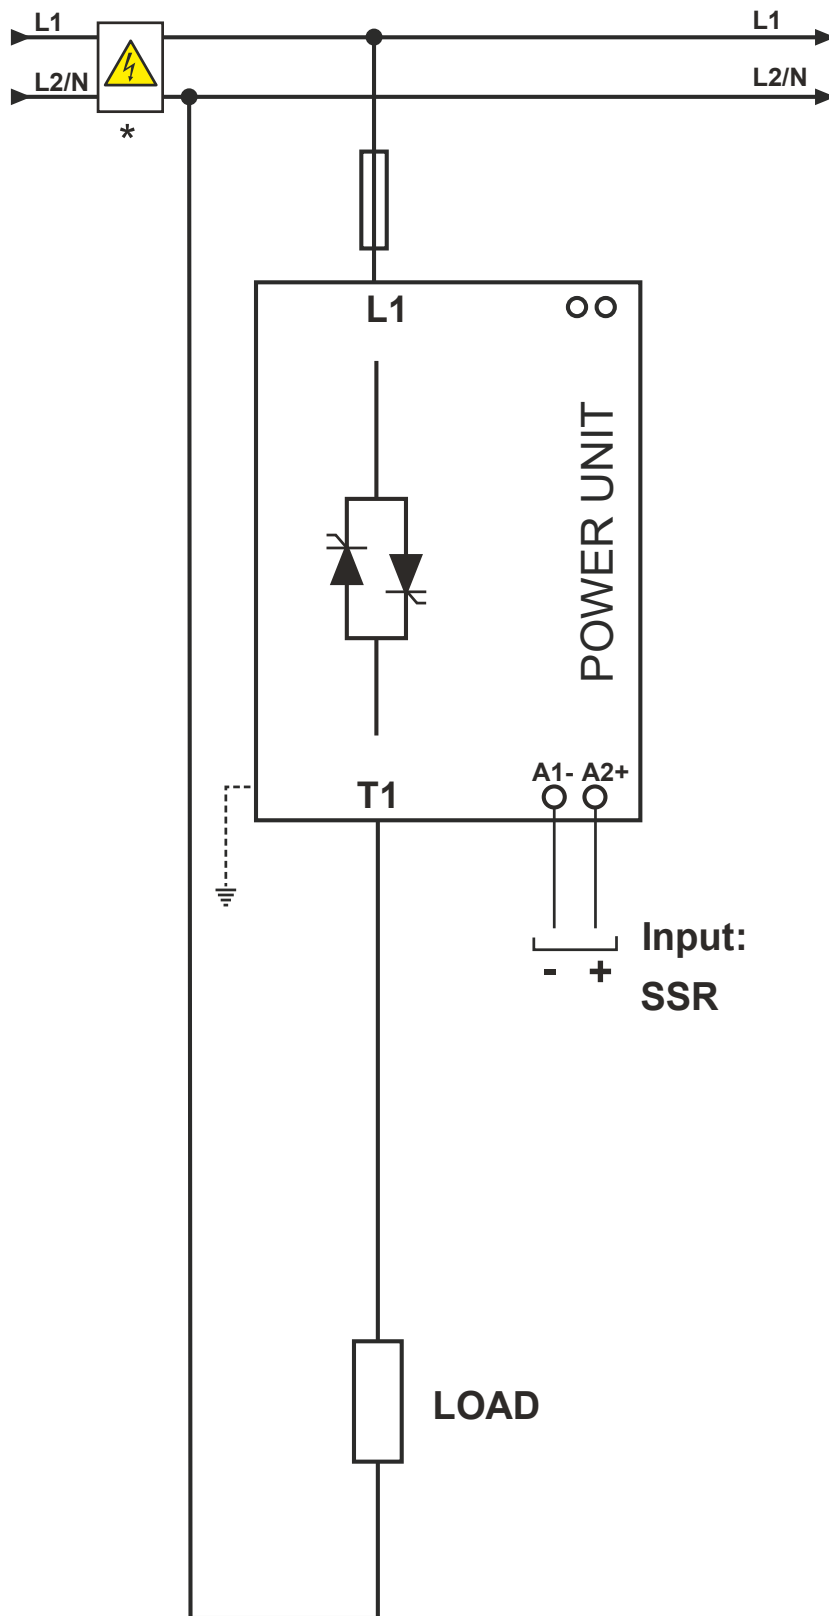 L1
L1
L2/N
L2/N
*
L1
POWER UNIT
A1- A2+
T1
Input:
- +
SSR
LOAD